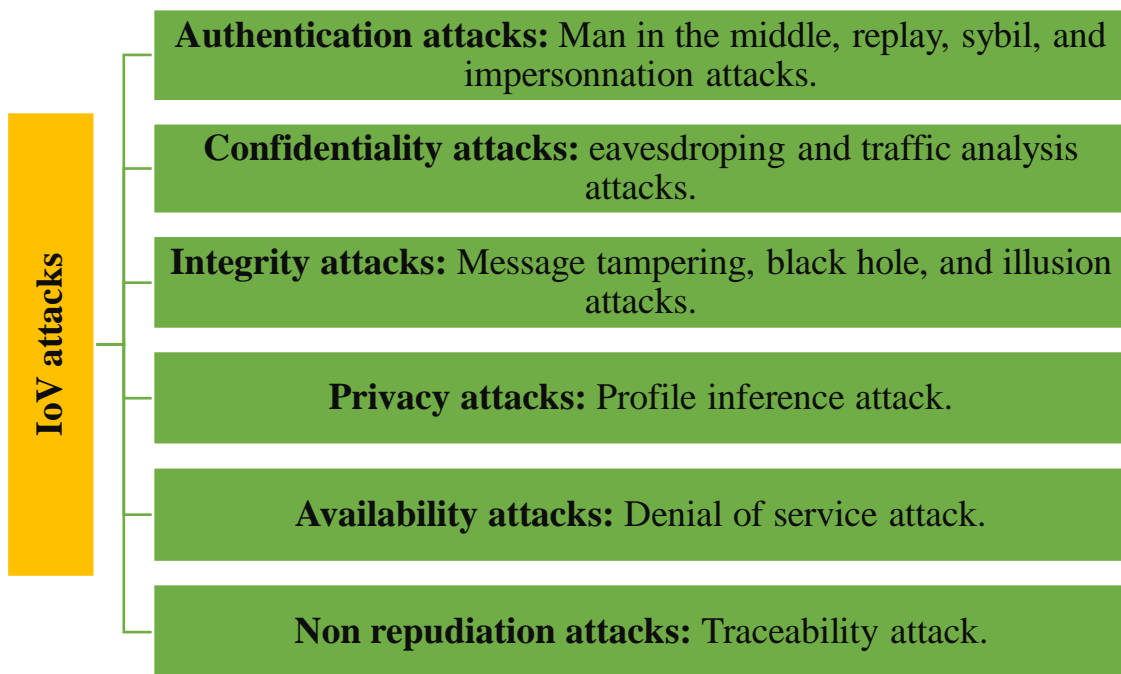 IoV attacks
Authentication attacks: Man in the middle, replay, sybil, and
impersonnation attacks.
Confidentiality attacks: eavesdroping and traffic analysis
attacks.
Integrity attacks: Message tampering, black hole, and illusion
attacks.
Privacy attacks: Profile inference attack.
Availability attacks: Denial of service attack.
Non repudiation attacks: Traceability attack.